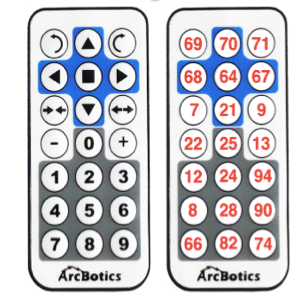 69 70 71
68 64 67
7 21 9
- 0 +
22 25 13
1 2 3
12 24 94
4 5 6
8 28 90
7 8 9
66 82 74
ArcBotics
ArcBotics